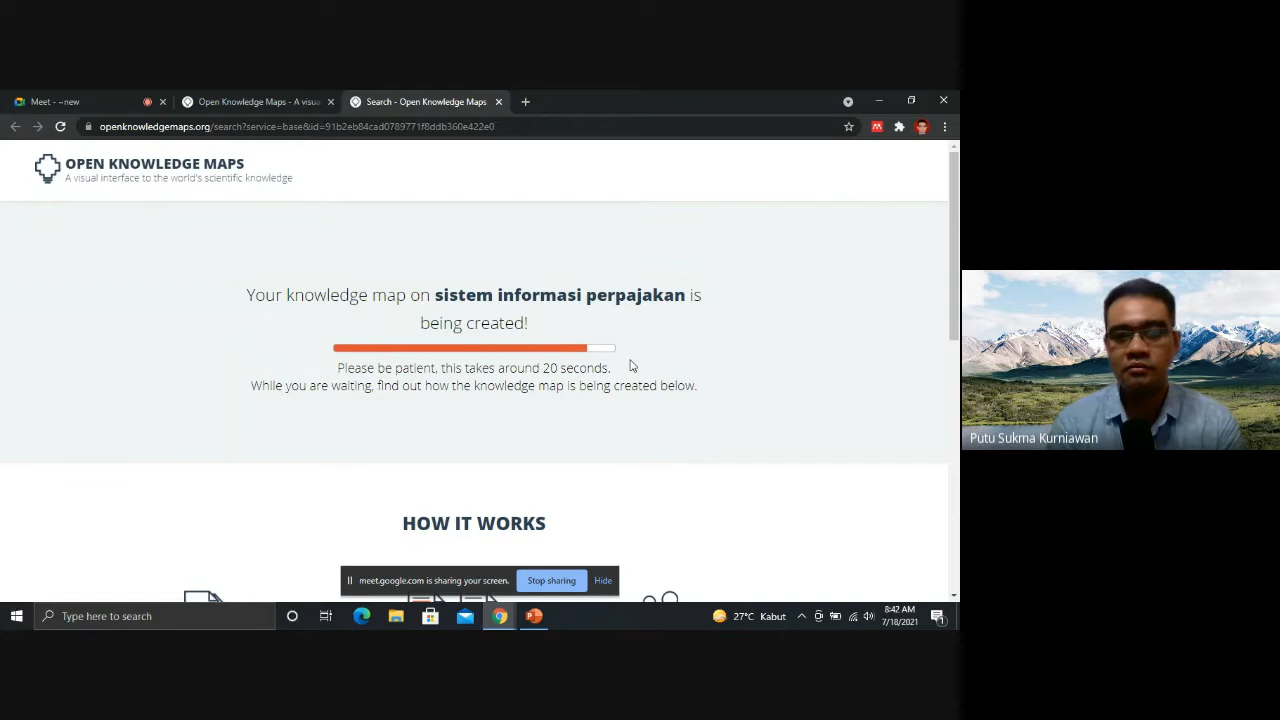 Meet - ~new
Open Knowledge Maps - A visua
Search - Open Knowledge Maps
openknowledgemaps.org/search?service=base&id=91b2eb84cad0789771f8ddb360e422e0
OPEN KNOWLEDGE MAPS
A visual interface to the world's scientific knowledge
Your knowledge map on sistem informasi perpajakan is
being created!
Please be patient, this takes around 20 seconds.
While you are waiting, find out how the knowledge map is being created below.
Putu Sukma Kurniawan
HOW IT WORKS
meet.google.com is sharing your screen.
Stop sharing
Hide
Type here to search
27°C Kabut
8:42 AM
7/18/2021
1